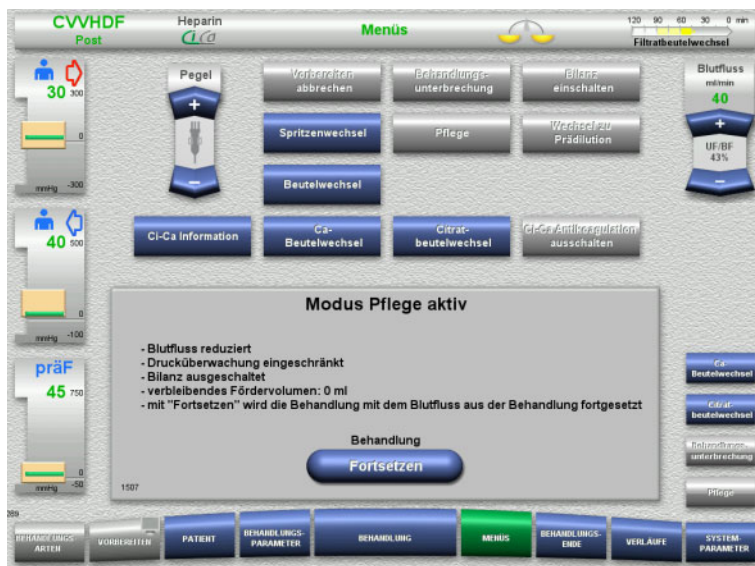 CVVHDF
Post
Heparin
CiCa
Menüs
120 90 60 30 0 min
Filtratbeutelwechsel
30
300
0
mmHg
-300
Pegel
+
−
Vorbereiten
abbrechen
Behandlungs-
unterbrechung
Bilanz
einschalten
Spritzenwechsel
Pflege
Wechsel zu
Prädilution
Beutelwechsel
Blutfluss
ml/min
40
+
UF/BF
43%
−
40
500
0
mmHg
-100
Ci-Ca Information
Ca-
Beutelwechsel
Citrat-
beutelwechsel
Ci-Ca Antikoagulation
ausschalten
Modus Pflege aktiv
- Blutfluss reduziert
- Drucküberwachung eingeschränkt
- Bilanz ausgeschaltet
- verbleibendes Fördervolumen: 0 ml
- mit "Fortsetzen" wird die Behandlung mit dem Blutfluss aus der Behandlung fortgesetzt
Behandlung
Fortsetzen
1507
präF
45
750
0
mmHg
-50
Ca-
Beutelwechsel
Citrat-
beutelwechsel
Behandlungs-
unterbrechung
Pflege
BEHANDLUNGS-
ARTEN
VORBEREITEN
PATIENT
BEHANDLUNGS-
PARAMETER
BEHANDLUNG
MENÜS
BEHANDLUNGS-
ENDE
VERLÄUFE
SYSTEM-
PARAMETER